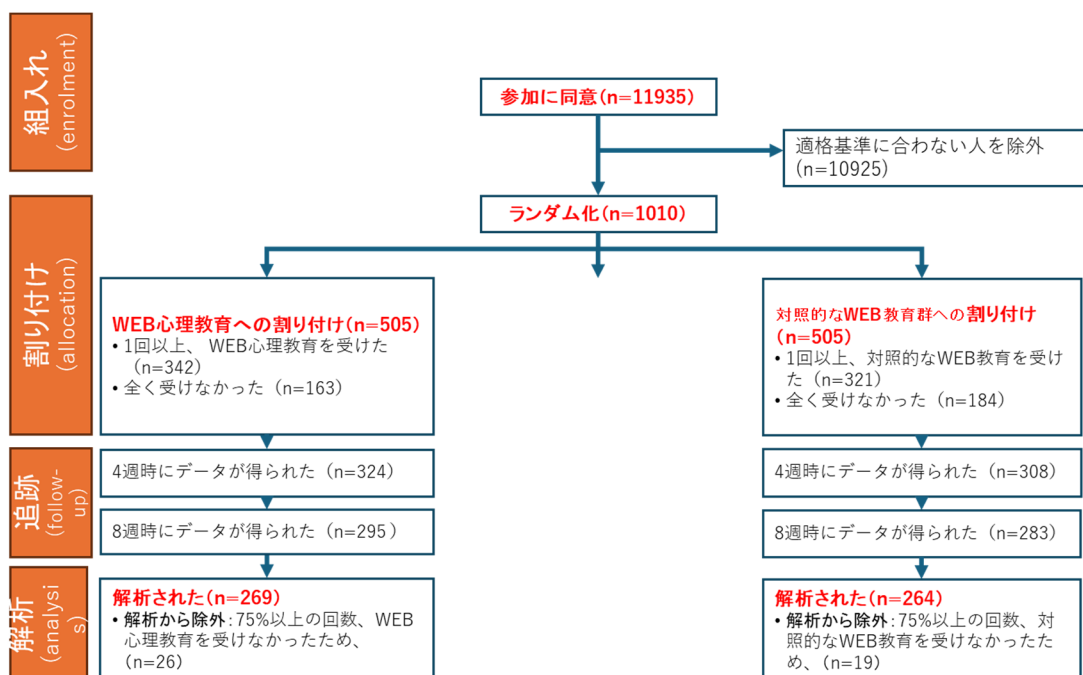 組入れ
(enrolment)
参加に同意(n=11935)
適格基準に合わない人を除外
(n=10925)
ランダム化(n=1010)
割り付け
(allocation)
WEB心理教育への割り付け(n=505)
• 1回以上、 WEB心理教育を受けた
(n=342)
• 全く受けなかった（n=163）
対照的なWEB教育群への割り付け
(n=505)
• 1回以上、対照的なWEB教育を受け
た（n=321）
• 全く受けなかった（n=184）
追跡
(follow-
up)
4週時にデータが得られた（n=324）
4週時にデータが得られた（n=308）
8週時にデータが得られた（n=295 ）
8週時にデータが得られた（n=283）
解析
(analysi
s)
解析された(n=269)
• 解析から除外：75%以上の回数、WEB
心理教育を受けなかったため、
（n=26）
解析された(n=264)
• 解析から除外：75%以上の回数、対
照的なWEB教育を受けなかったた
め、（n=19）